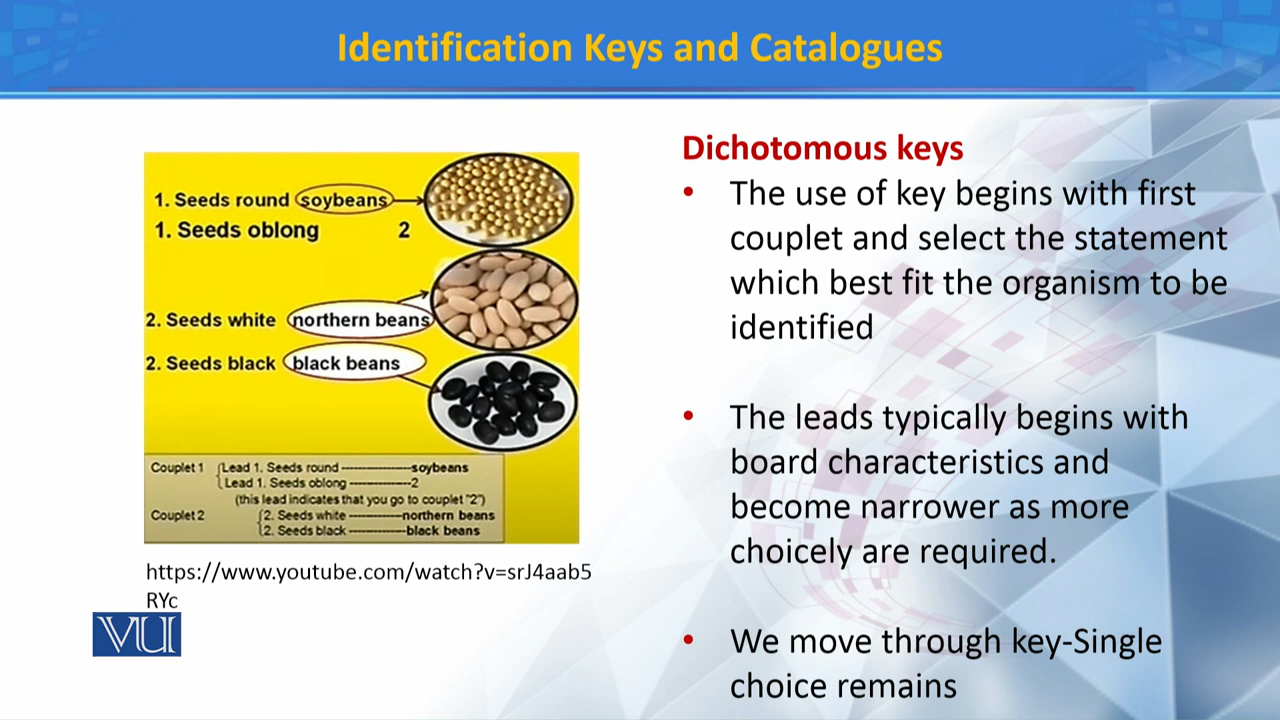 Identification Keys and Catalogues
1. Seeds round soybeans
1. Seeds oblong 2
2. Seeds white northern beans
2. Seeds black black beans
Couplet 1 Lead 1. Seeds round ---------------soybeans
Lead 1. Seeds oblong -------------2
(this lead indicates that you go to couplet "2")
Couplet 2 2. Seeds white ------------northern beans
2. Seeds black ------------black beans
https://www.youtube.com/watch?v=srJ4aab5
RYc
VU
Dichotomous keys
• The use of key begins with first
couplet and select the statement
which best fit the organism to be
identified
• The leads typically begins with
board characteristics and
become narrower as more
choicely are required.
• We move through key-Single
choice remains